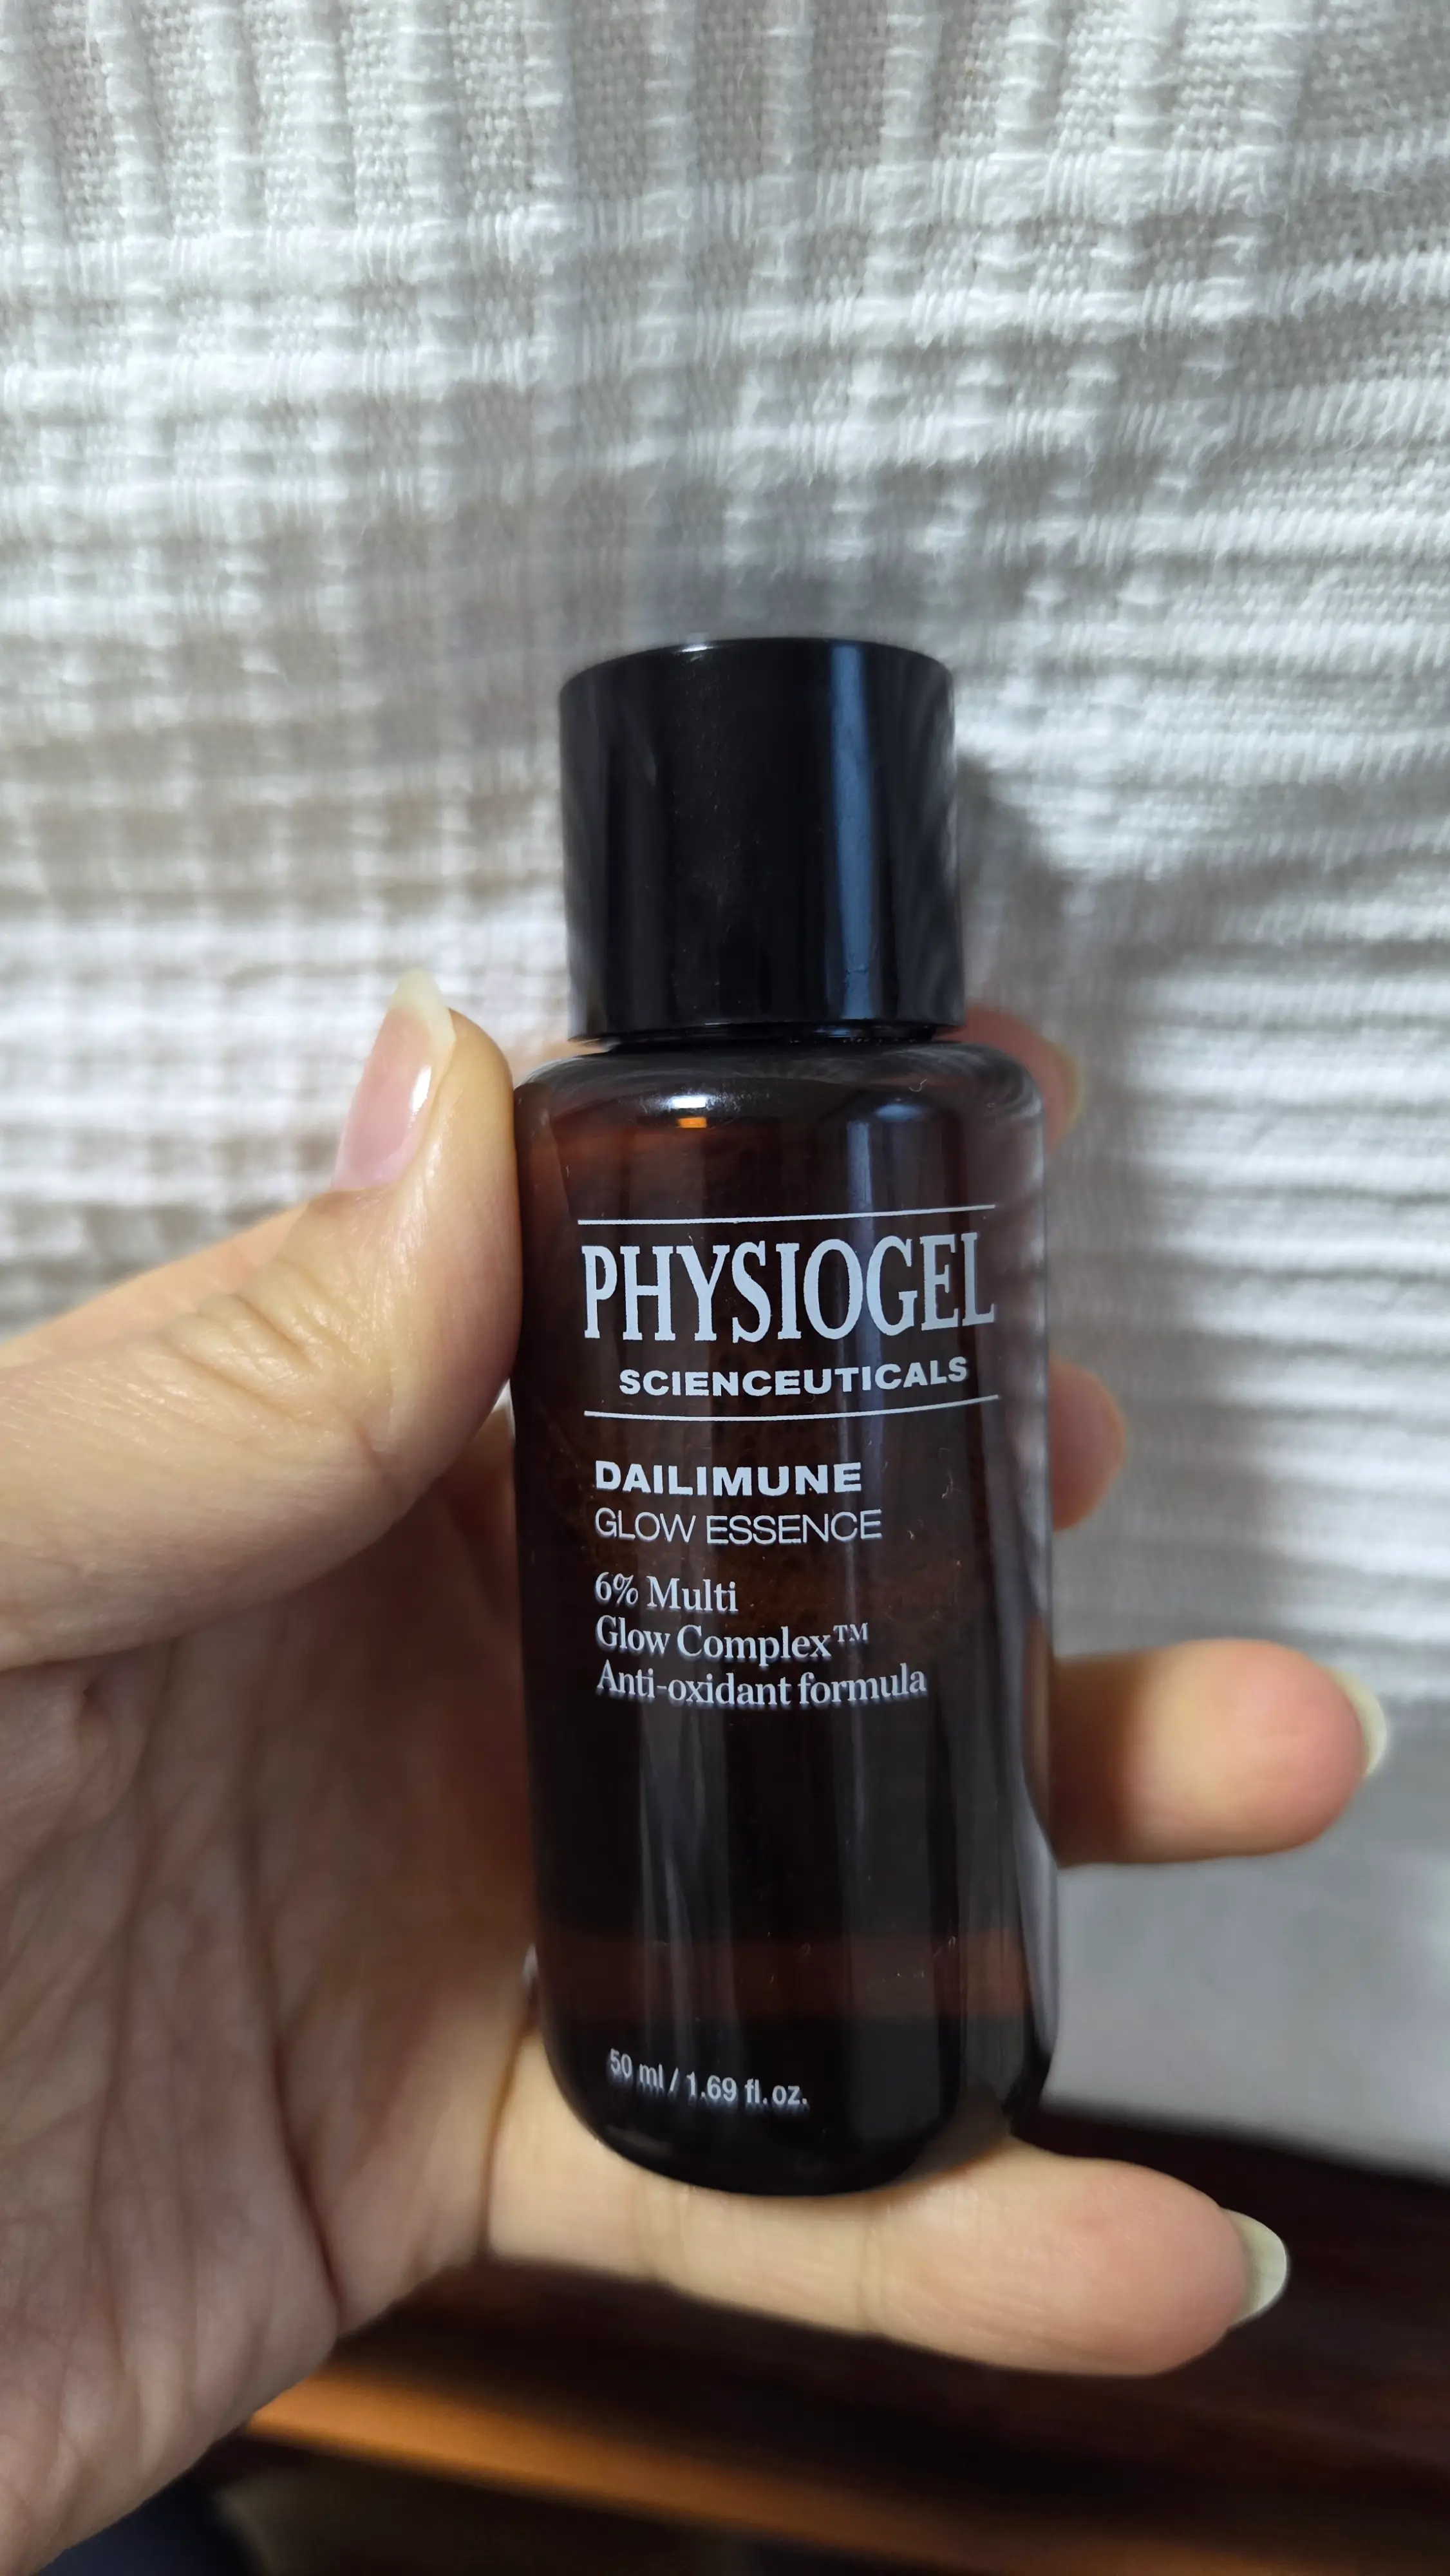 PHYSIOGEL
SCIENCEUTICALS
DAILIMUNE
GLOW ESSENCE
6% Multi
Glow Complex™
Anti-oxidant formula
50 ml / 1.69 fl.oz.